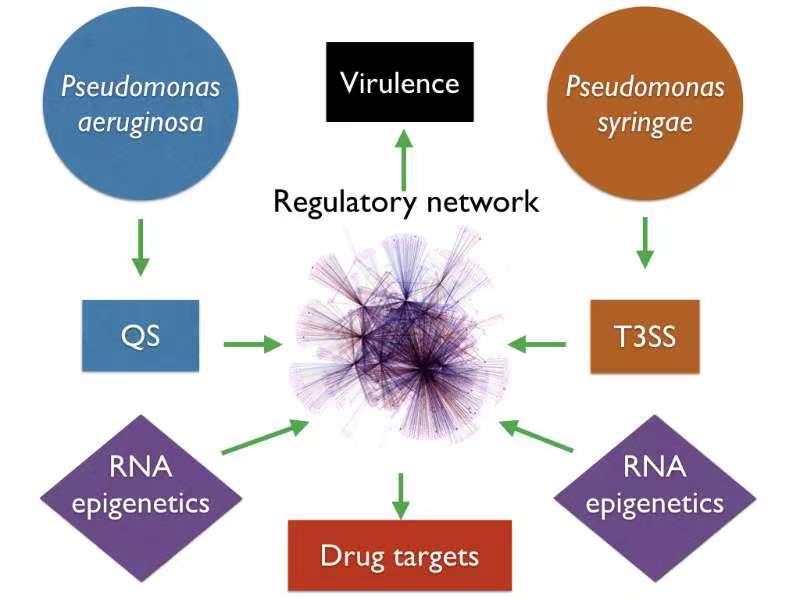 Pseudomonas
aeruginosa
Virulence
Pseudomonas
syringae
Regulatory network
QS
T3SS
RNA
epigenetics
RNA
epigenetics
Drug targets